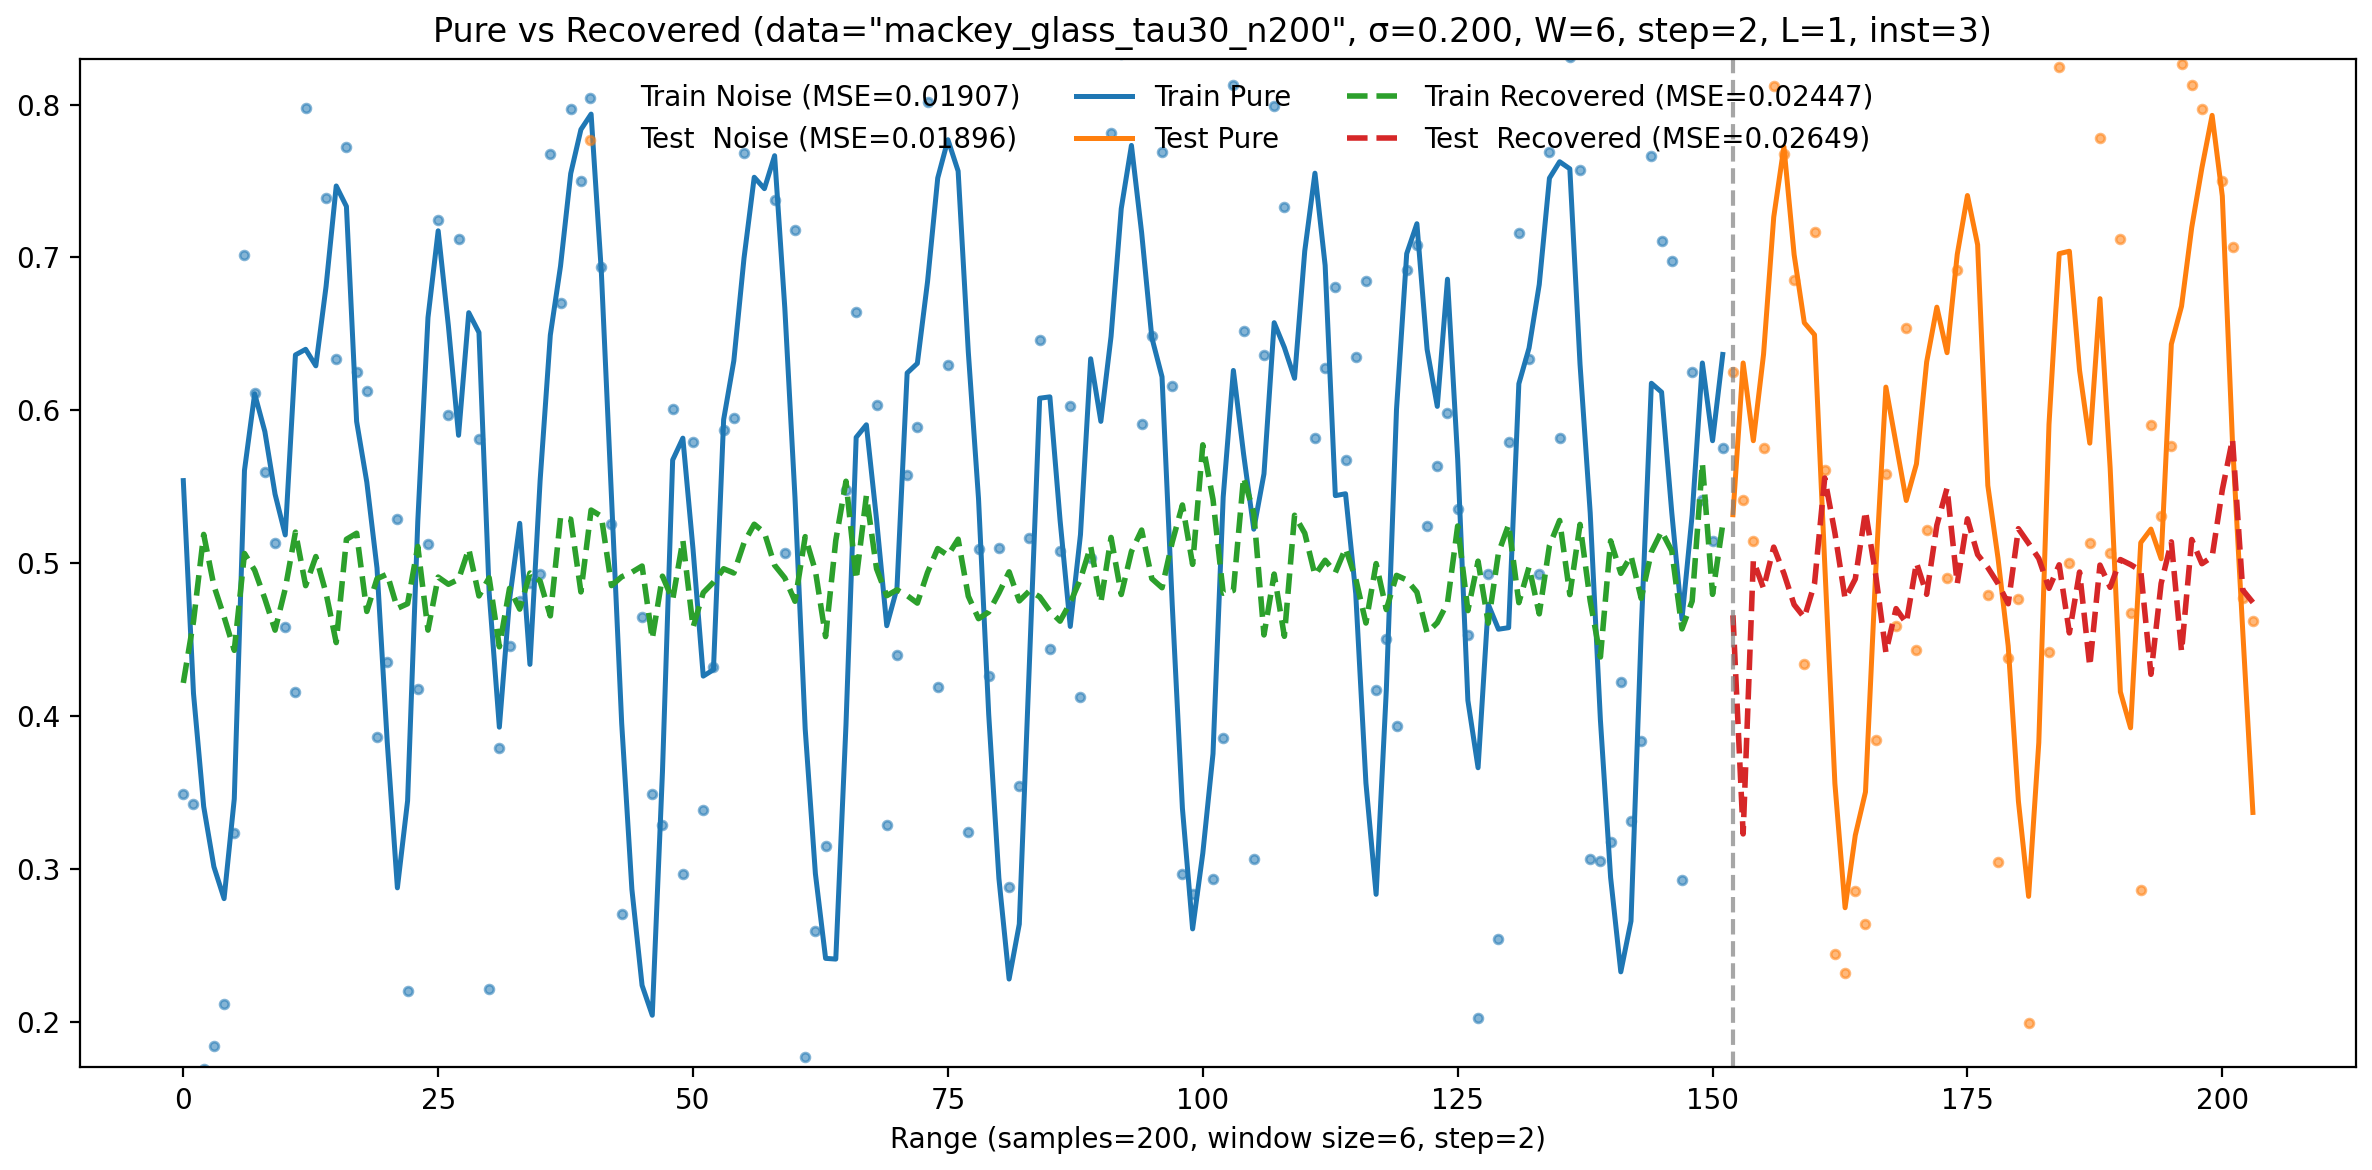 Pure vs Recovered (data="mackey_glass_tau30_n200", σ=0.200, W=6, step=2, L=1, inst=3)
Train Noise (MSE=0.01907) Train Pure Train Recovered (MSE=0.02447)
Test  Noise (MSE=0.01896) Test Pure Test  Recovered (MSE=0.02649)
0.8
0.7
0.6
0.5
0.4
0.3
0.2
0 25 50 75 100 125 150 175 200
Range (samples=200, window size=6, step=2)